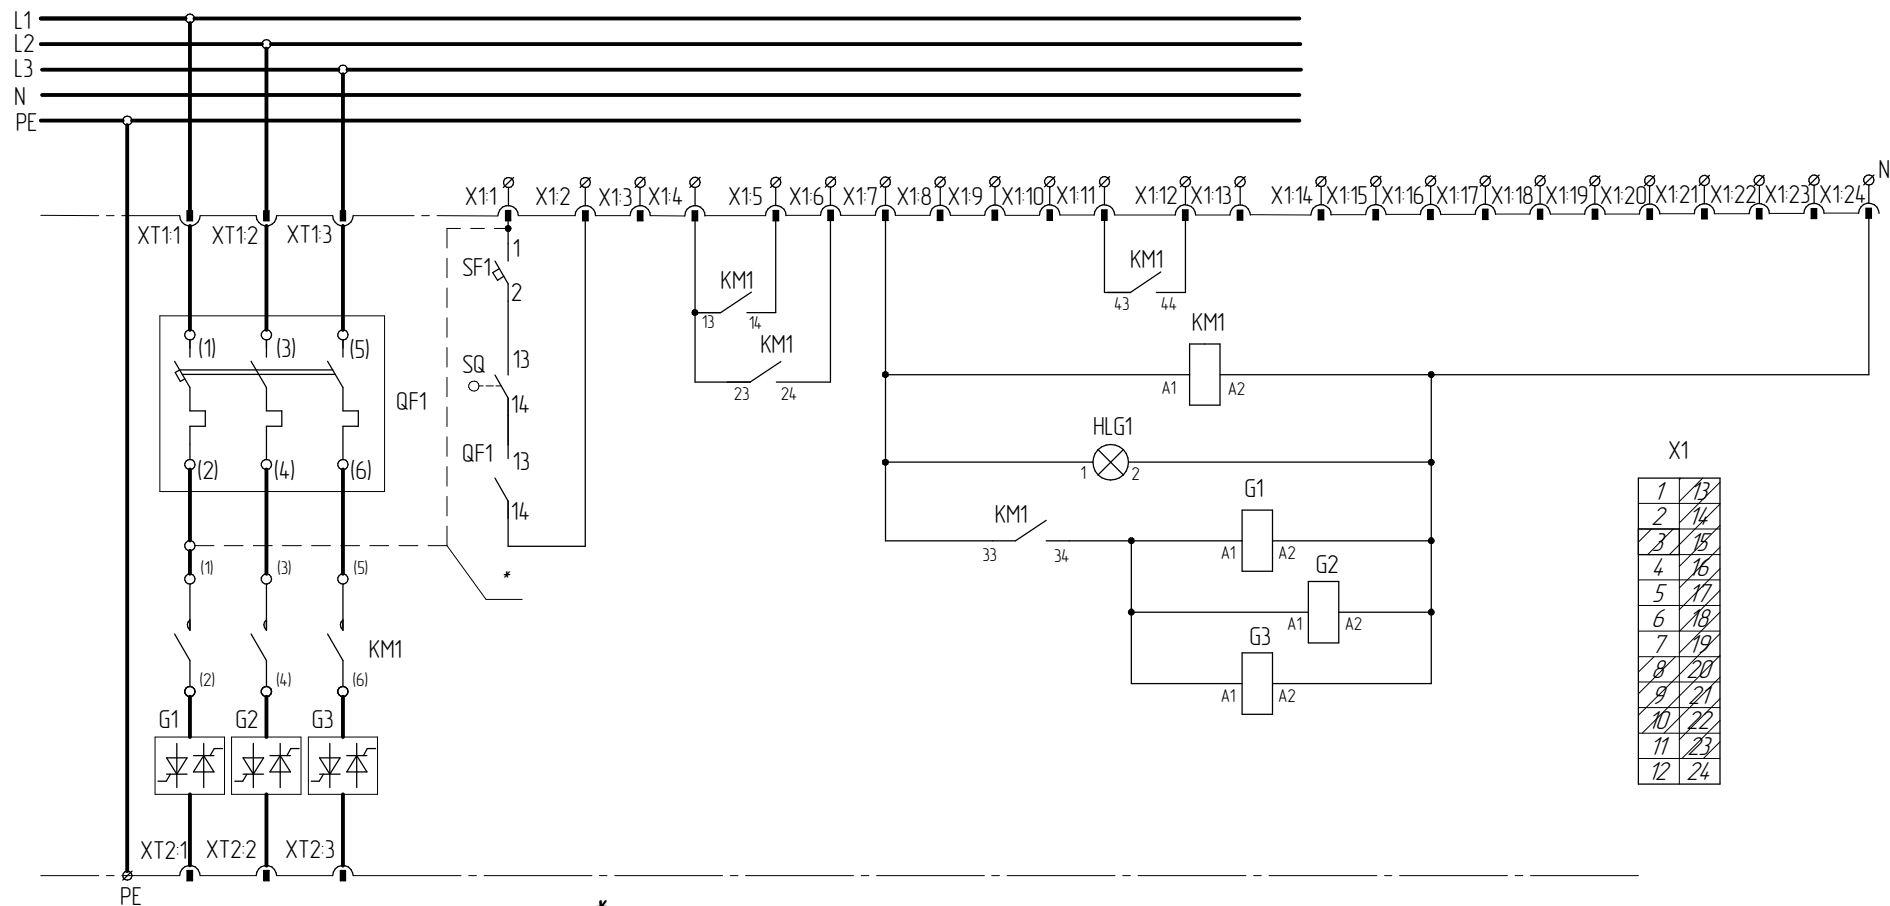 L1
L2
L3
N
PE
N
X1:1 X1:2 X1:3 X1:4 X1:5 X1:6 X1:7 X1:8 X1:9 X1:10 X1:11 X1:12 X1:13 X1:14 X1:15 X1:16 X1:17 X1:18 X1:19 X1:20 X1:21 X1:22 X1:23 X1:24
XT1:1 XT1:2 XT1:3
1
SF1
2
KM1
13 14
KM1
23 24
KM1
43 44
KM1
A1 A2
(1) (3) (5)
QF1
(2) (4) (6)
13
SQ
14
QF1 13
14
HLG1
1 2
KM1
33 34
G1
A1 A2
G2
A1 A2
G3
A1 A2
*
(1) (3) (5)
KM1
(2) (4) (6)
G1 G2 G3
XT2:1 XT2:2 XT2:3
PE
X1
1 13
2 14
3 15
4 16
5 17
6 18
7 19
8 20
9 21
10 22
11 23
12 24
*